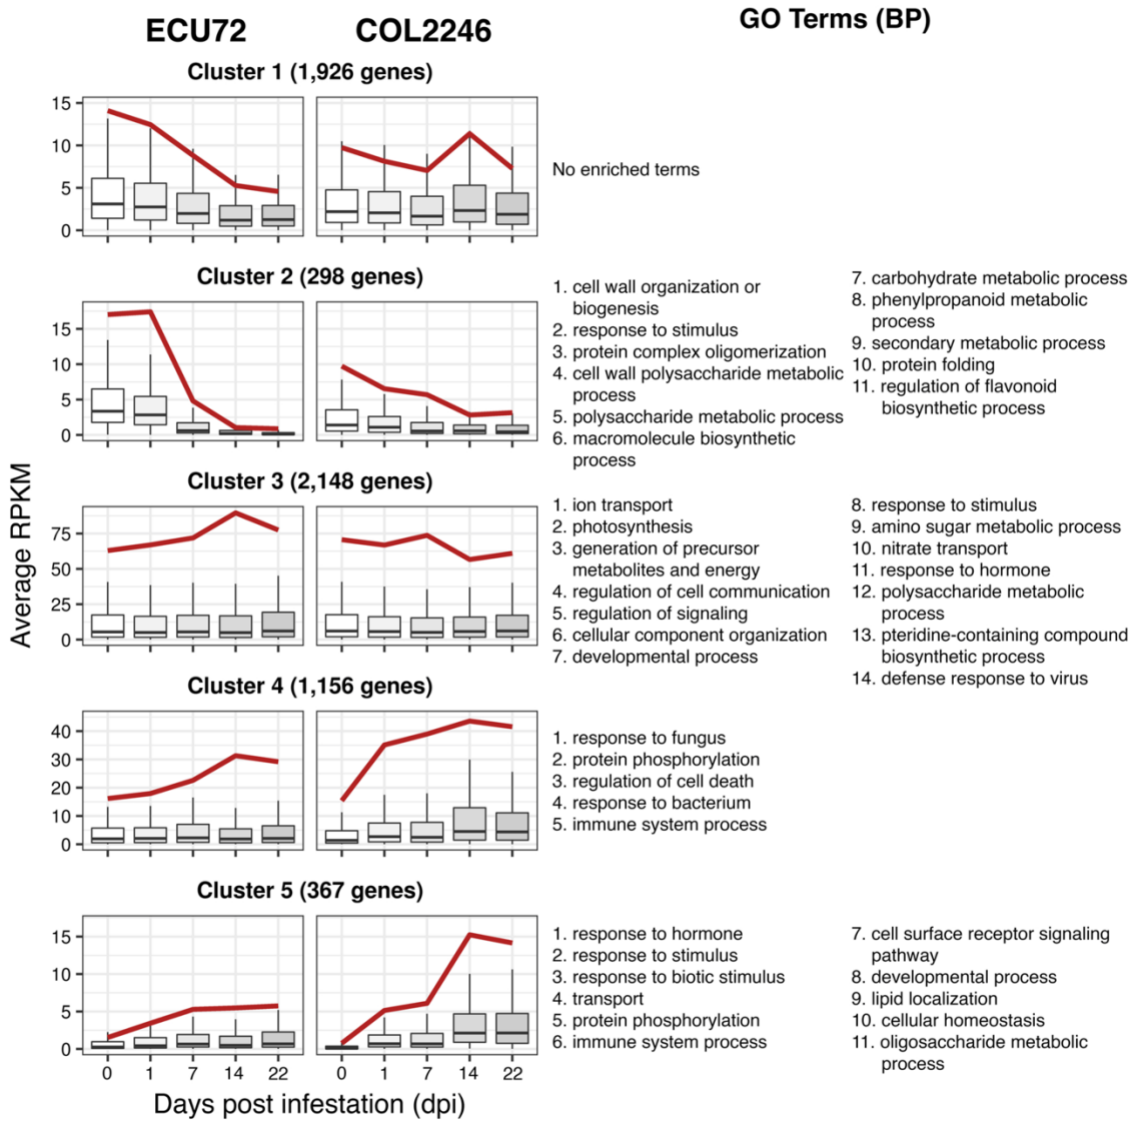 ECU72
COL2246
GO Terms (BP)
Cluster 1 (1,926 genes)
15
10
5
0
No enriched terms
Cluster 2 (298 genes)
15
10
5
0
1. cell wall organization or
biogenesis
2. response to stimulus
3. protein complex oligomerization
4. cell wall polysaccharide metabolic
process
5. polysaccharide metabolic process
6. macromolecule biosynthetic
process
7. carbohydrate metabolic process
8. phenylpropanoid metabolic
process
9. secondary metabolic process
10. protein folding
11. regulation of flavonoid
biosynthetic process
Average RPKM
Cluster 3 (2,148 genes)
75
50
25
0
1. ion transport
2. photosynthesis
3. generation of precursor
metabolites and energy
4. regulation of cell communication
5. regulation of signaling
6. cellular component organization
7. developmental process
8. response to stimulus
9. amino sugar metabolic process
10. nitrate transport
11. response to hormone
12. polysaccharide metabolic
process
13. pteridine-containing compound
biosynthetic process
14. defense response to virus
Cluster 4 (1,156 genes)
40
30
20
10
0
1. response to fungus
2. protein phosphorylation
3. regulation of cell death
4. response to bacterium
5. immune system process
Cluster 5 (367 genes)
15
10
5
0
1. response to hormone
2. response to stimulus
3. response to biotic stimulus
4. transport
5. protein phosphorylation
6. immune system process
7. cell surface receptor signaling
pathway
8. developmental process
9. lipid localization
10. cellular homeostasis
11. oligosaccharide metabolic
process
0 1 7 14 22
0 1 7 14 22
Days post infestation (dpi)